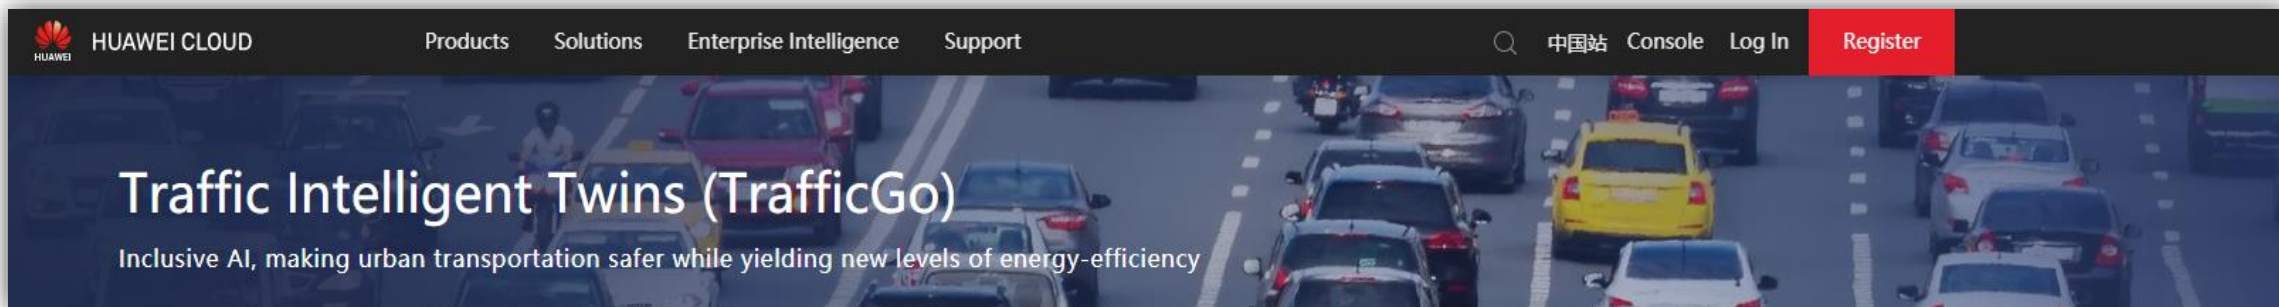 HUAWEI
HUAWEI CLOUD
Products
Solutions
Enterprise Intelligence
Support
中国站
Console
Log In
Register
Traffic Intelligent Twins (TrafficGo)
Inclusive AI, making urban transportation safer while yielding new levels of energy-efficiency